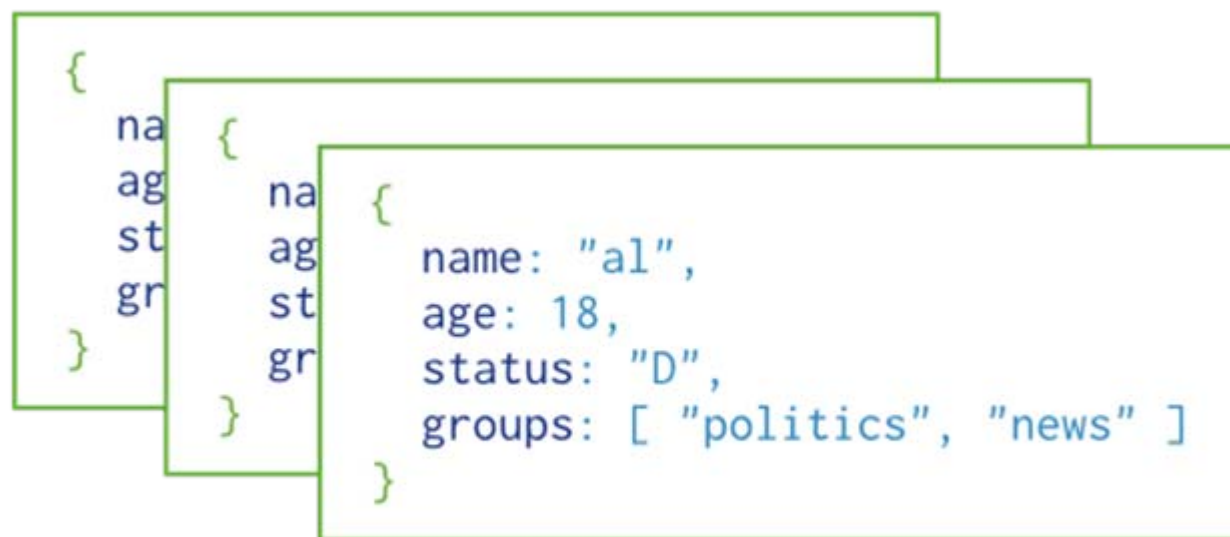 {
na
ag
st
gr
}
{
na
ag
st
gr
}
{
name: "al",
age: 18,
status: "D",
groups: [ "politics", "news" ]
}